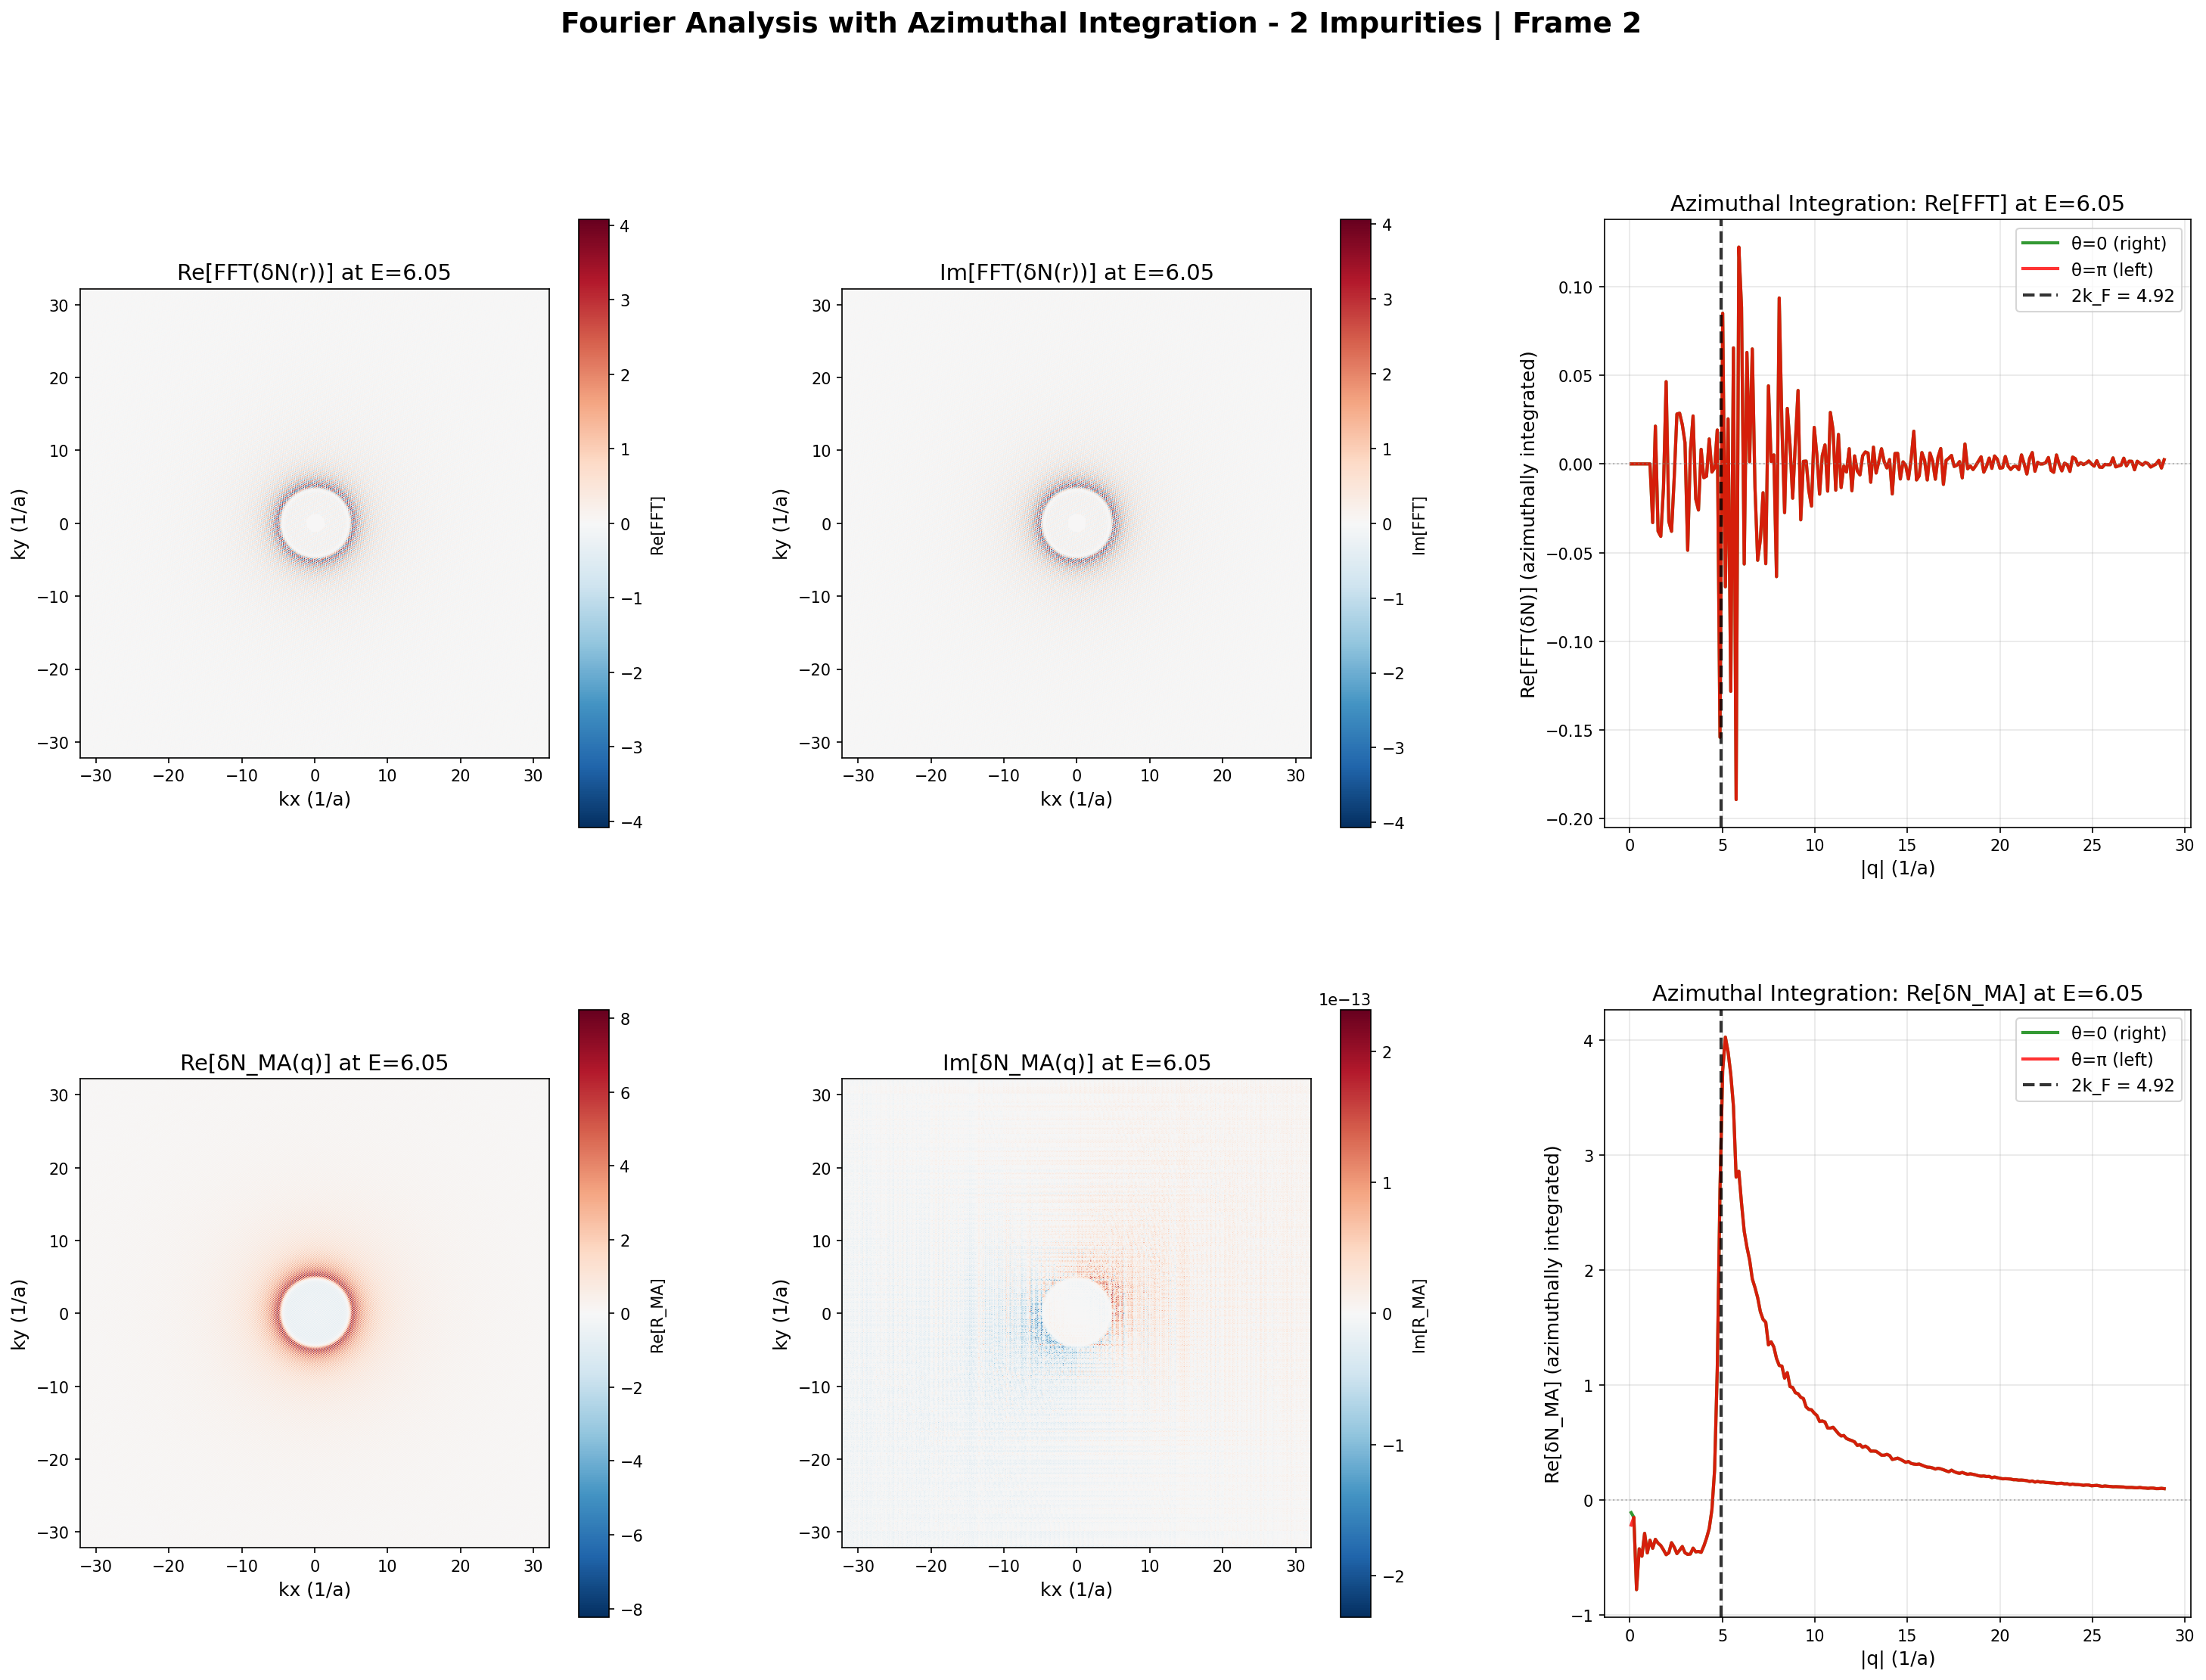 Fourier Analysis with Azimuthal Integration - 2 Impurities | Frame 2
Re[FFT(δN(r))] at E=6.05
ky (1/a)
30
20
10
0
−10
−20
−30
−30 −20 −10 0 10 20 30
kx (1/a)
4
3
2
1
0
−1
−2
−3
−4
Re[FFT]
Im[FFT(δN(r))] at E=6.05
ky (1/a)
30
20
10
0
−10
−20
−30
−30 −20 −10 0 10 20 30
kx (1/a)
4
3
2
1
0
−1
−2
−3
−4
Im[FFT]
Azimuthal Integration: Re[FFT] at E=6.05
Re[FFT(δN)] (azimuthally integrated)
0.10
0.05
0.00
−0.05
−0.10
−0.15
−0.20
0 5 10 15 20 25 30
|q| (1/a)
θ=0 (right)
θ=π (left)
2k_F = 4.92
Re[δN_MA(q)] at E=6.05
ky (1/a)
30
20
10
0
−10
−20
−30
−30 −20 −10 0 10 20 30
kx (1/a)
8
6
4
2
0
−2
−4
−6
−8
Re[R_MA]
Im[δN_MA(q)] at E=6.05
ky (1/a)
30
20
10
0
−10
−20
−30
−30 −20 −10 0 10 20 30
kx (1/a)
1e−13
2
1
0
−1
−2
Im[R_MA]
Azimuthal Integration: Re[δN_MA] at E=6.05
Re[δN_MA] (azimuthally integrated)
4
3
2
1
0
−1
0 5 10 15 20 25 30
|q| (1/a)
θ=0 (right)
θ=π (left)
2k_F = 4.92